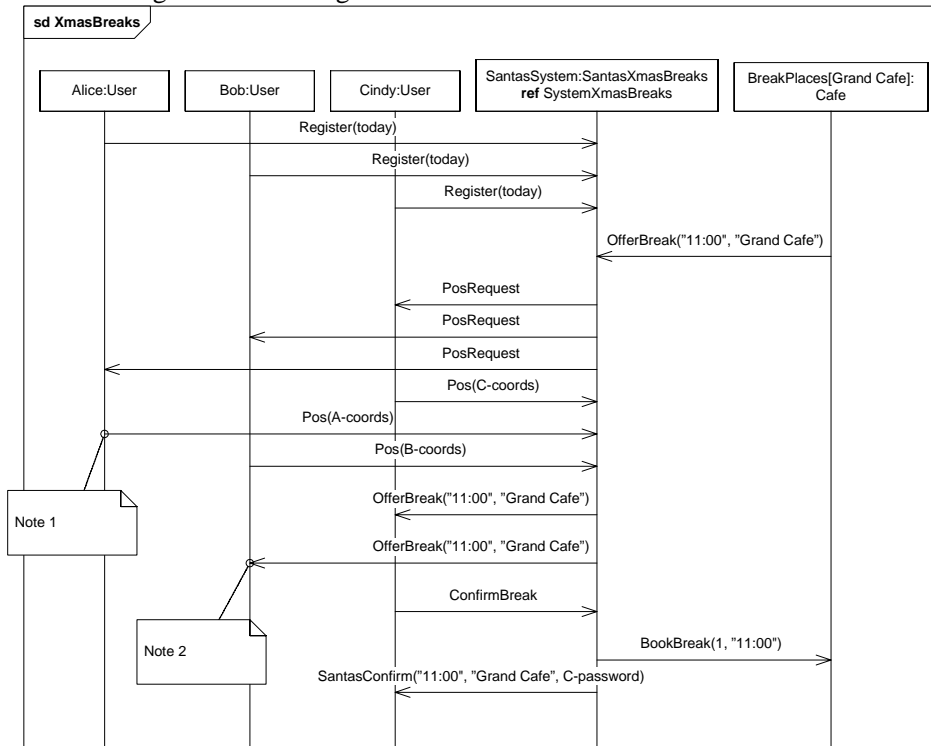 sd XmasBreaks
Alice:User
Bob:User
Cindy:User
SantasSystem:SantasXmasBreaks
ref SystemXmasBreaks
BreakPlaces[Grand Cafe]:
Cafe
Register(today)
Register(today)
Register(today)
OfferBreak("11:00", "Grand Cafe")
PosRequest
PosRequest
PosRequest
Pos(C-coords)
Pos(A-coords)
Pos(B-coords)
OfferBreak("11:00", "Grand Cafe")
Note 1
OfferBreak("11:00", "Grand Cafe")
ConfirmBreak
BookBreak(1, "11:00")
Note 2
SantasConfirm("11:00", "Grand Cafe", C-password)